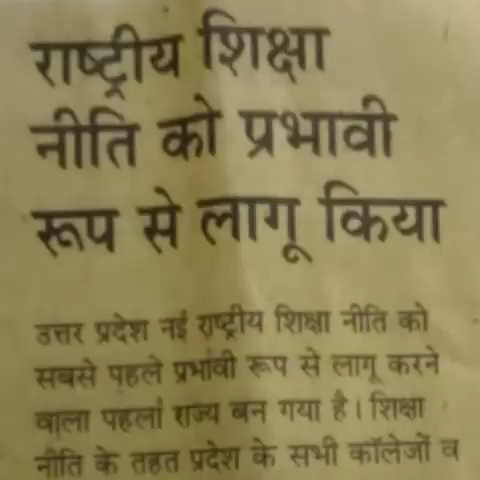 राष्ट्रीय शिक्षा
नीति को प्रभावी
रूप से लागू किया
उत्तर प्रदेश नई राष्ट्रीय शिक्षा नीति को
सबसे पहले प्रभावी रूप से लागू करने
वाला पहला राज्य बन गया है। शिक्षा
नीति के तहत प्रदेश के सभी कॉलेजों व